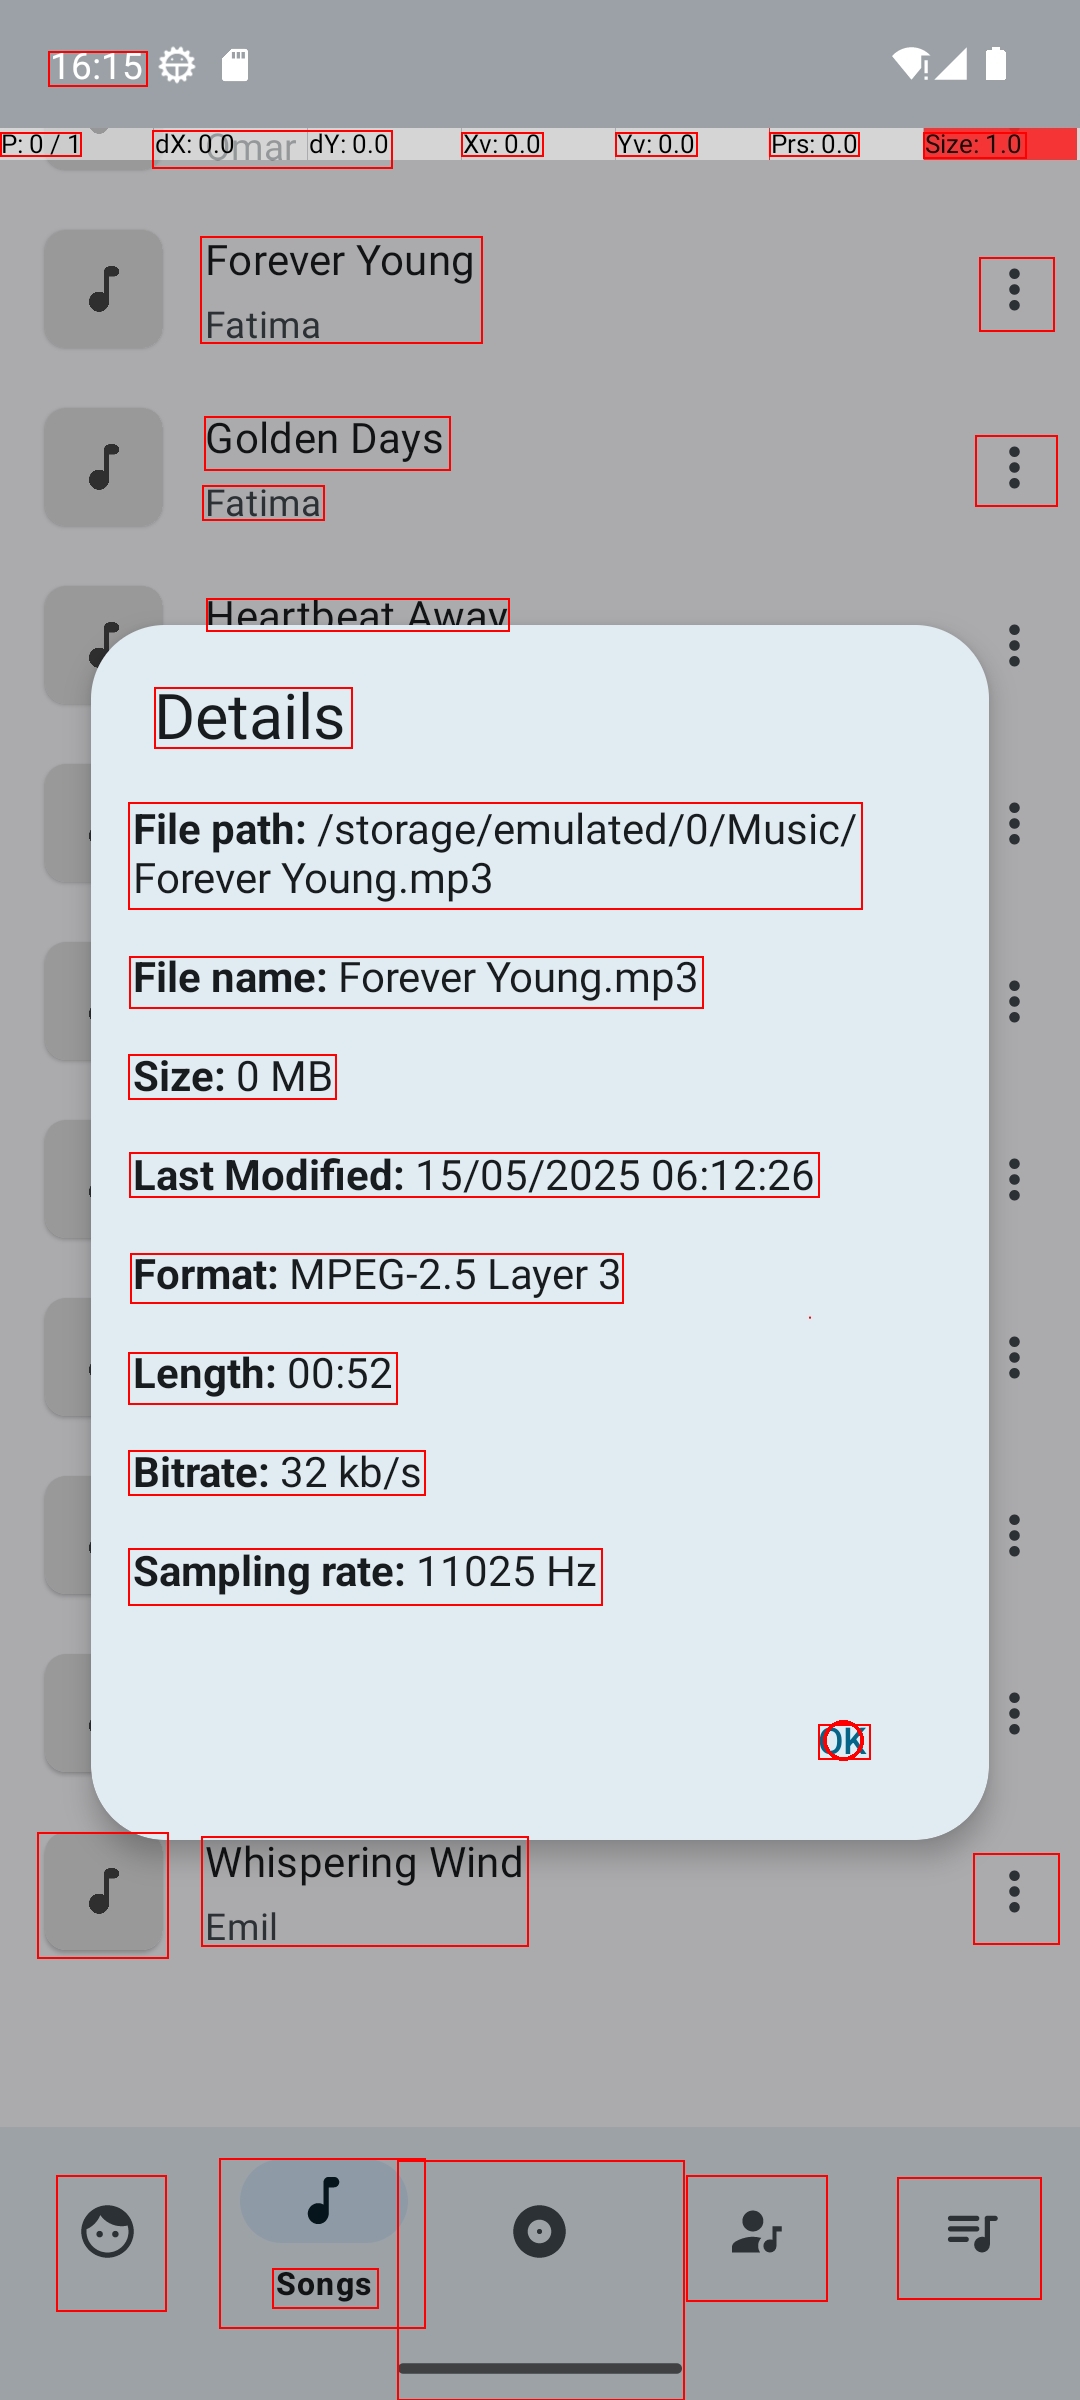 16:15
P: 0 / 1 dX: 0.0 dY: 0.0 Xv: 0.0 Yv: 0.0 Prs: 0.0 Size: 1.0
Omar
Forever Young
Fatima
Golden Days
Fatima
Heartbeat Away
Details
File path: /storage/emulated/0/Music/
Forever Young.mp3
File name: Forever Young.mp3
Size: 0 MB
Last Modified: 15/05/2025 06:12:26
Format: MPEG-2.5 Layer 3
Length: 00:52
Bitrate: 32 kb/s
Sampling rate: 11025 Hz
OK
Whispering Wind
Emil
Songs